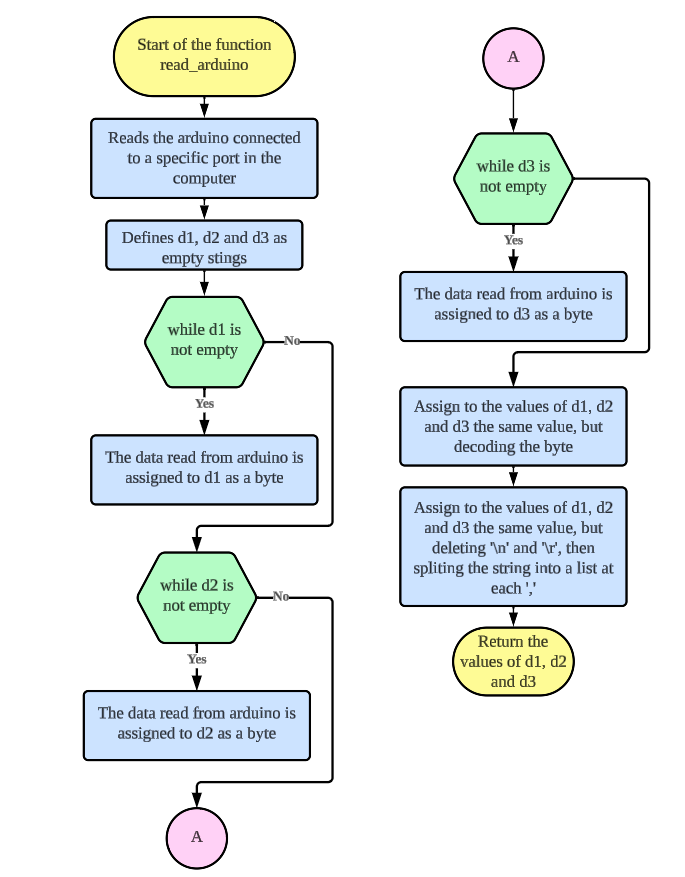 Start of the function
read_arduino
Reads the arduino connected
to a specific port in the
computer
Defines d1, d2 and d3 as
empty stings
while d1 is
not empty
No
Yes
The data read from arduino is
assigned to d1 as a byte
while d2 is
not empty
No
Yes
The data read from arduino is
assigned to d2 as a byte
A
A
while d3 is
not empty
Yes
The data read from arduino is
assigned to d3 as a byte
Assign to the values of d1, d2
and d3 the same value, but
decoding the byte
Assign to the values of d1, d2
and d3 the same value, but
deleting '\n' and '\r', then
spliting the string into a list at
each ','
Return the
values of d1, d2
and d3